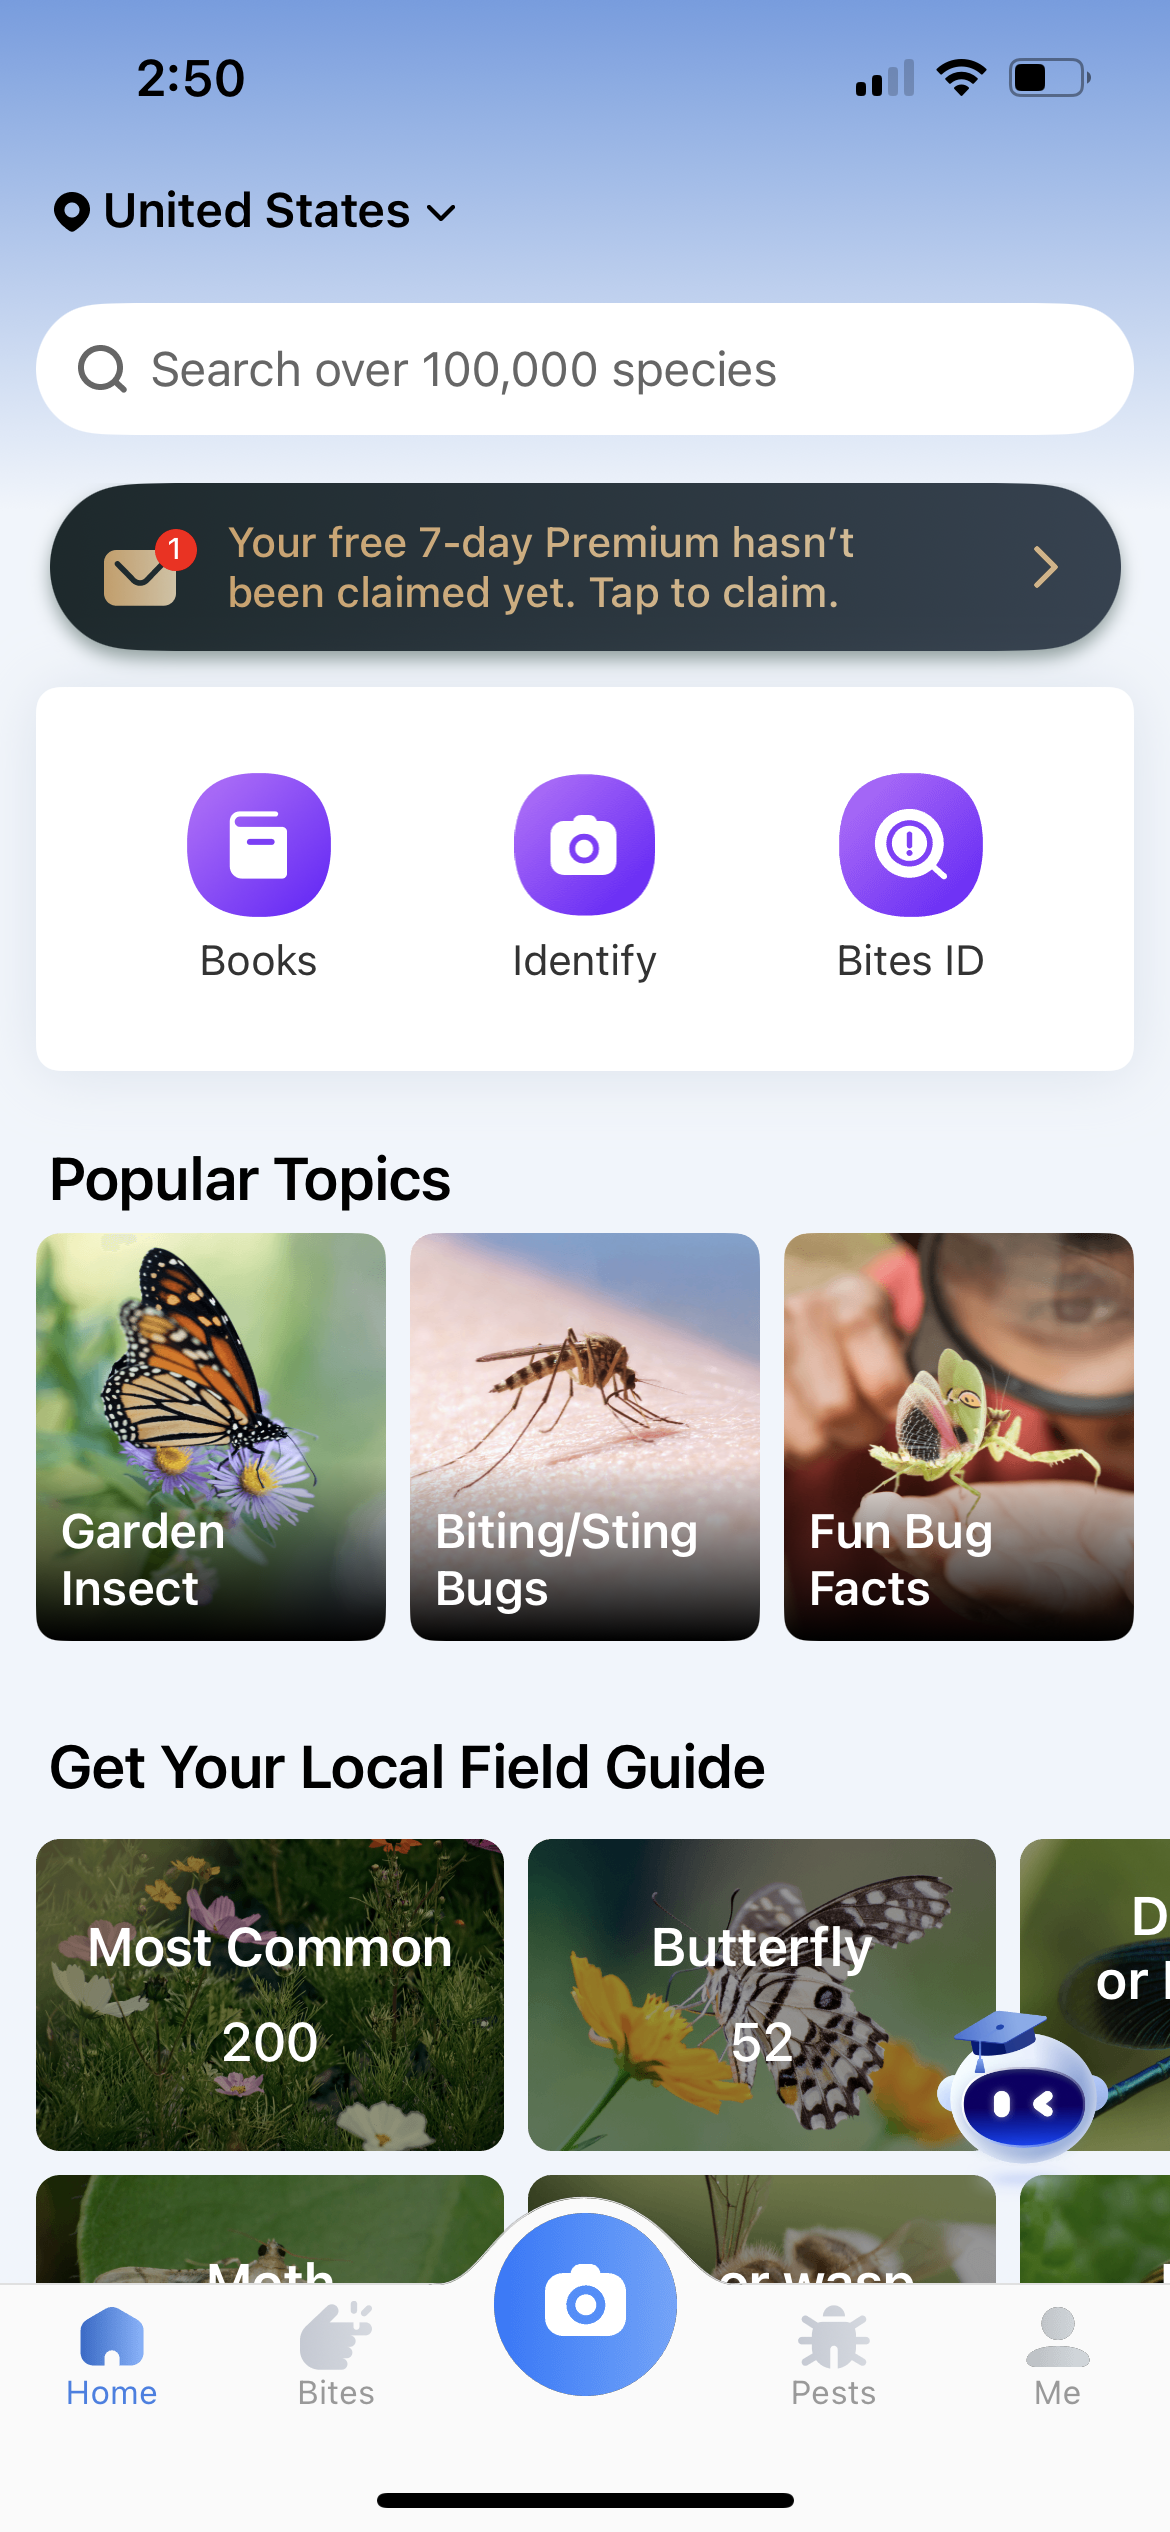 2:50
United States
Search over 100,000 species
1
Your free 7-day Premium hasn't
been claimed yet. Tap to claim.
Books
Identify
Bites ID
Popular Topics
Garden
Insect
Biting/Sting
Bugs
Fun Bug
Facts
Get Your Local Field Guide
Most Common
200
Butterfly
52
D
or
Moth
or wasp
Home
Bites
Pests
Me